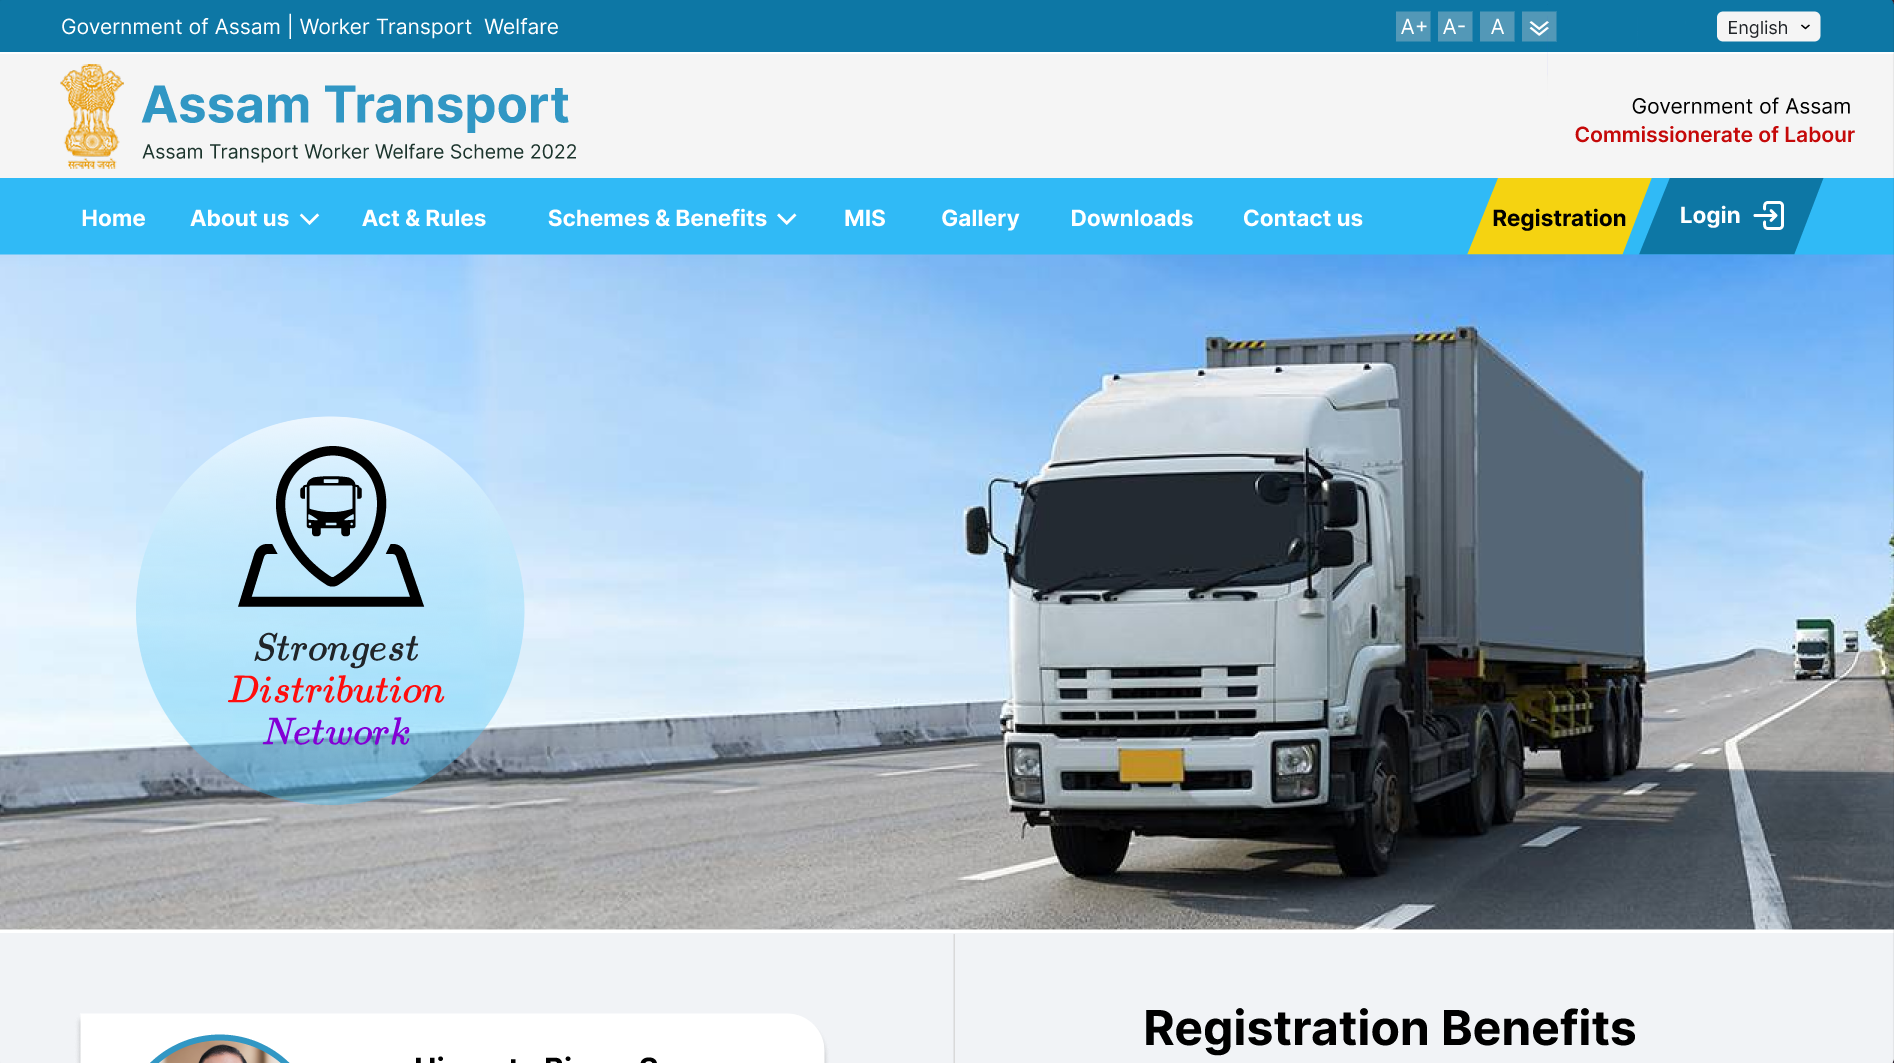 Government of Assam | Worker Transport Welfare
A+ A- A
English
Assam Transport
Assam Transport Worker Welfare Scheme 2022
सत्यमेव जयते
Government of Assam
Commissionerate of Labour
Home About us Act & Rules Schemes & Benefits MIS Gallery Downloads Contact us Registration Login
Strongest
Distribution
Network
Registration Benefits